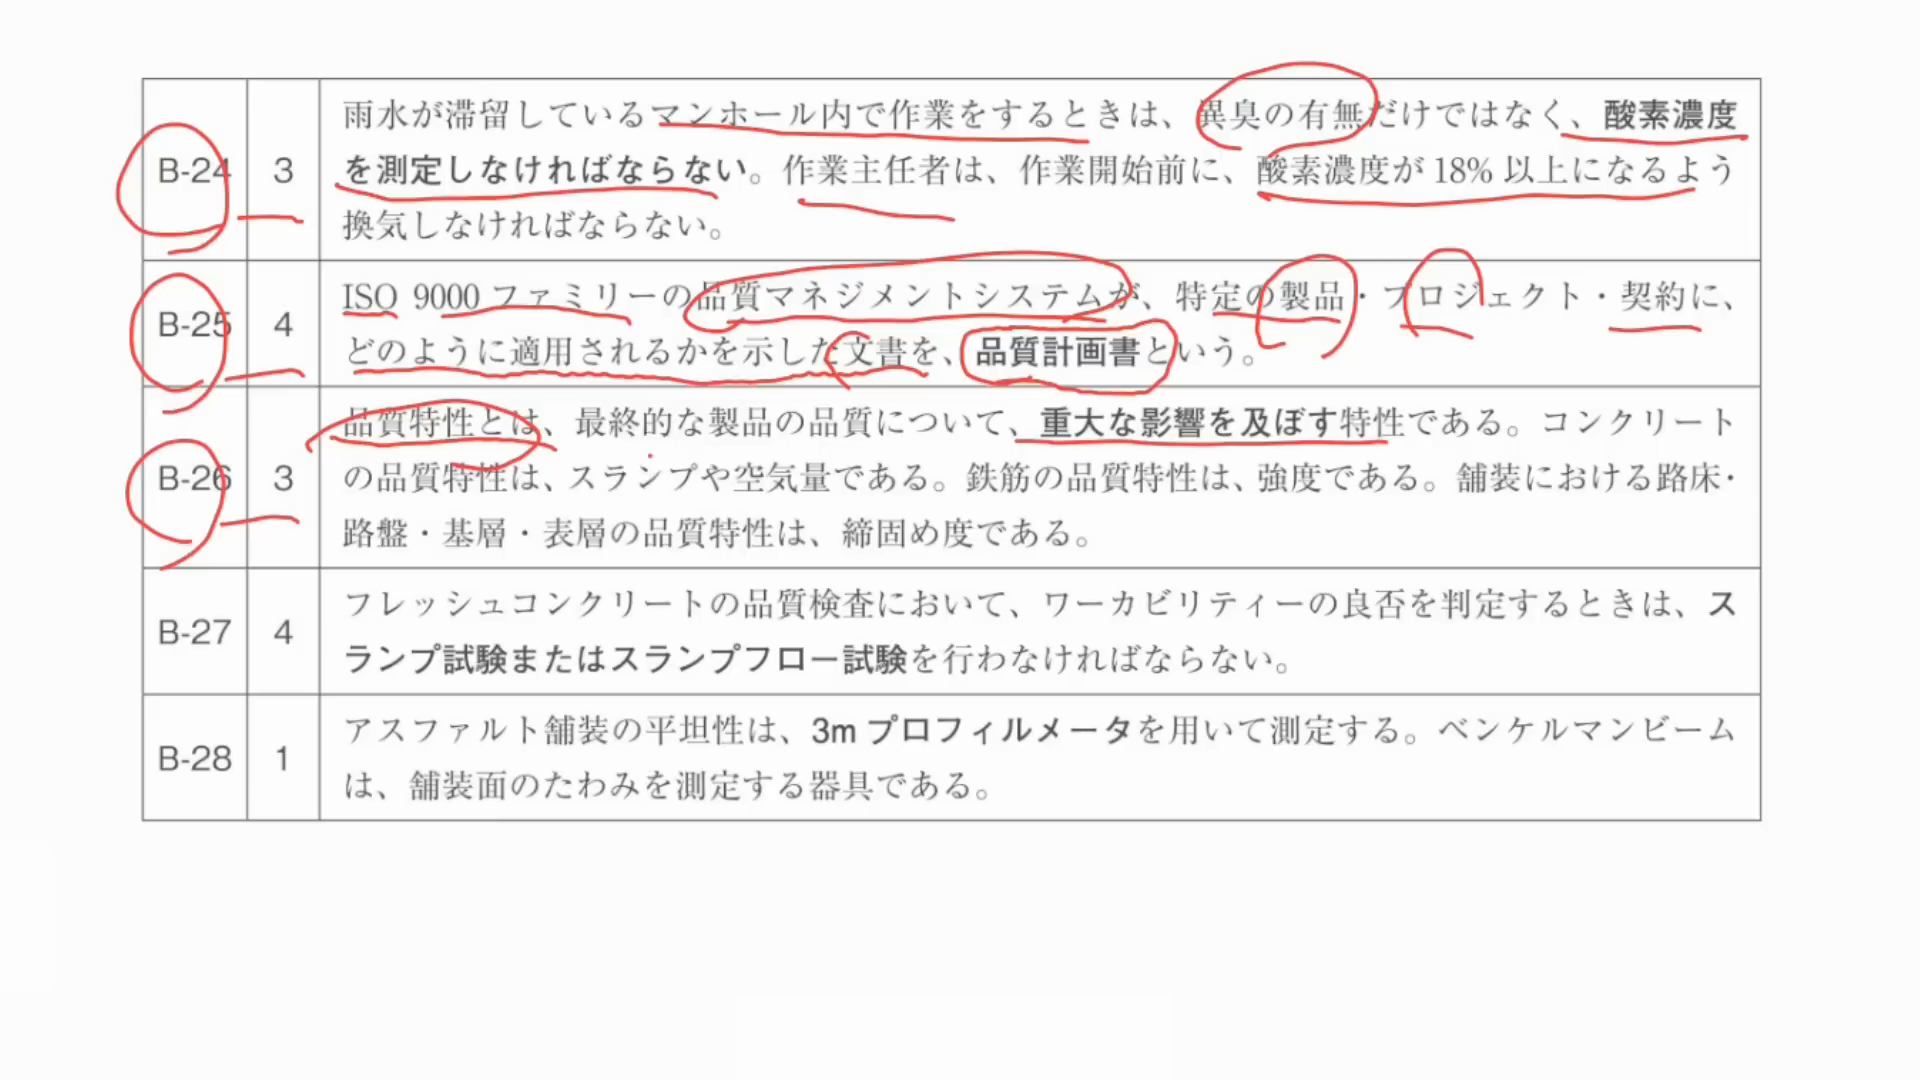 B-24 3 雨水が滞留しているマンホール内で作業をするときは、異臭の有無だけではなく、酸素濃度
を測定しなければならない。作業主任者は、作業開始前に、酸素濃度が18%以上になるよう
換気しなければならない。
B-25 4 ISO 9000 ファミリーの品質マネジメントシステムが、特定の製品・プロジェクト・契約に、
どのように適用されるかを示した文書を、品質計画書という。
B-26 3 品質特性とは、最終的な製品の品質について、重大な影響を及ぼす特性である。コンクリート
の品質特性は、スランプや空気量である。鉄筋の品質特性は、強度である。舗装における路床・
路盤・基層・表層の品質特性は、締固め度である。
B-27 4 フレッシュコンクリートの品質検査において、ワーカビリティーの良否を判定するときは、ス
ランプ試験またはスランプフロー試験を行わなければならない。
B-28 1 アスファルト舗装の平坦性は、3m プロフィルメータを用いて測定する。ベンケルマンビーム
は、舗装面のたわみを測定する器具である。